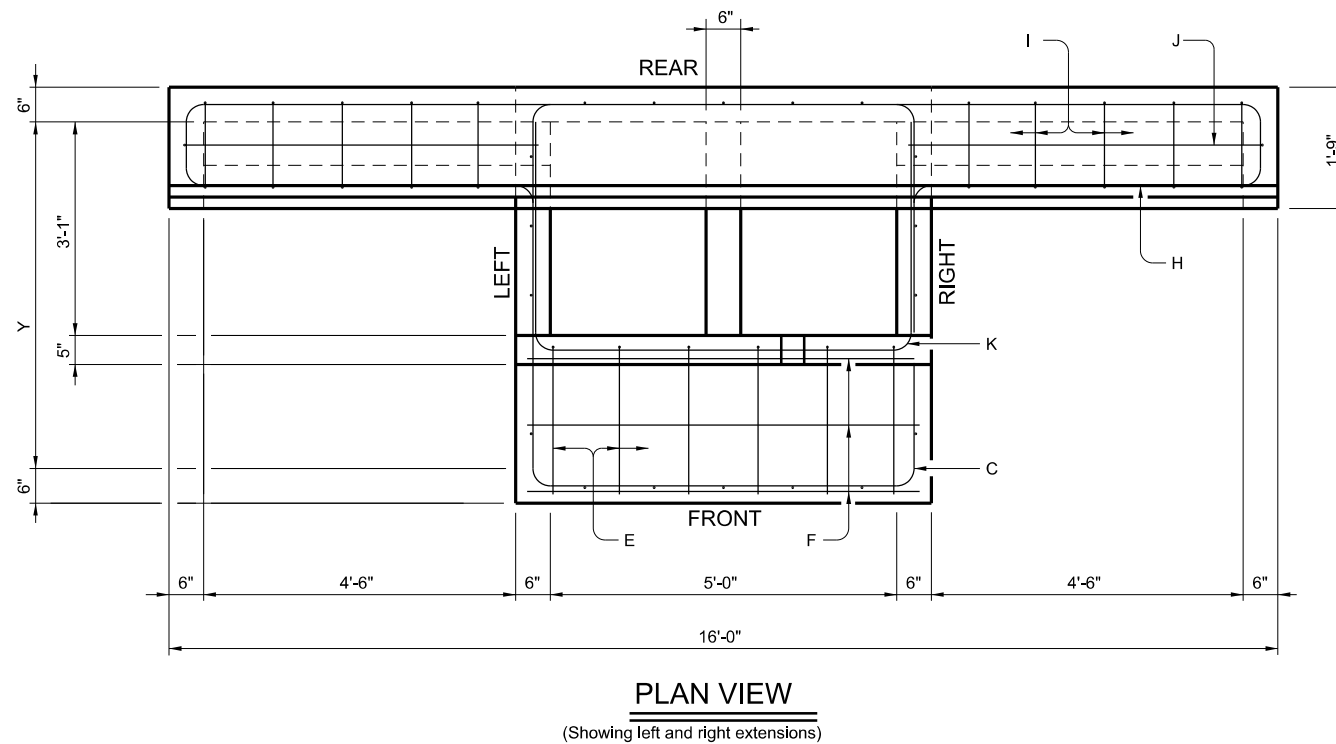 6"
I
J
REAR
6"
1'-9"
3'-1"
LEFT
RIGHT
H
Y
K
5"
C
6"
FRONT
E
F
6"
4'-6"
6"
5'-0"
6"
4'-6"
6"
16'-0"
PLAN VIEW
(Showing left and right extensions)